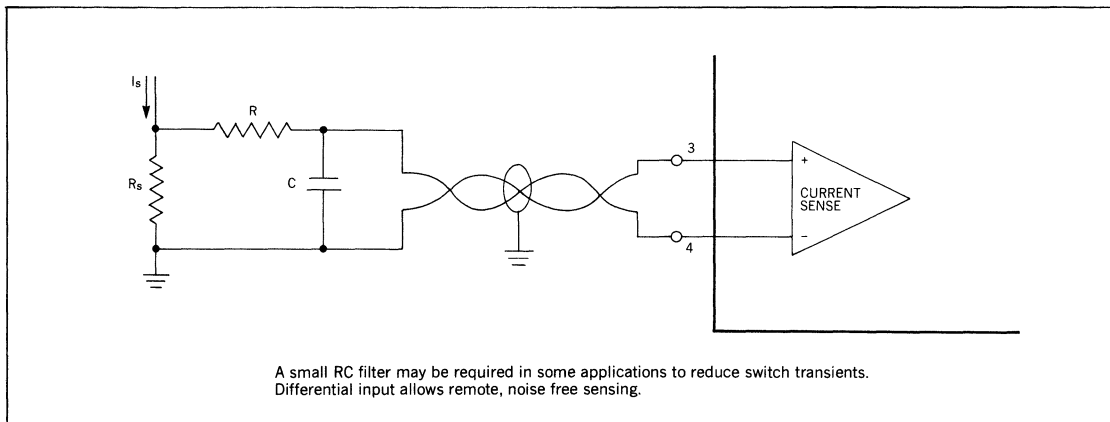 Is
R
3
+
Rs
C
CURRENT
SENSE
−
4
A small RC filter may be required in some applications to reduce switch transients.
Differential input allows remote, noise free sensing.